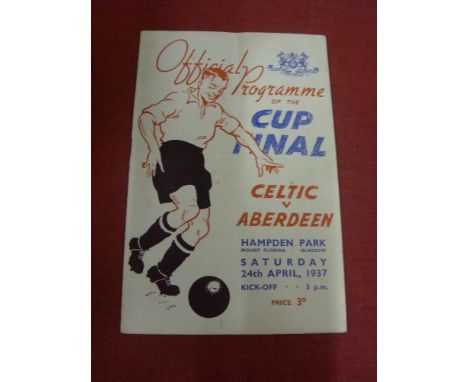 Official
Programme
OF THE
CUP
FINAL
CELTIC
v
ABERDEEN
HAMPDEN PARK
MOUNT FLORIDA - GLASGOW
SATURDAY
24th APRIL, 1937
KICK-OFF · · 3 p.m.
PRICE 3ᴰ